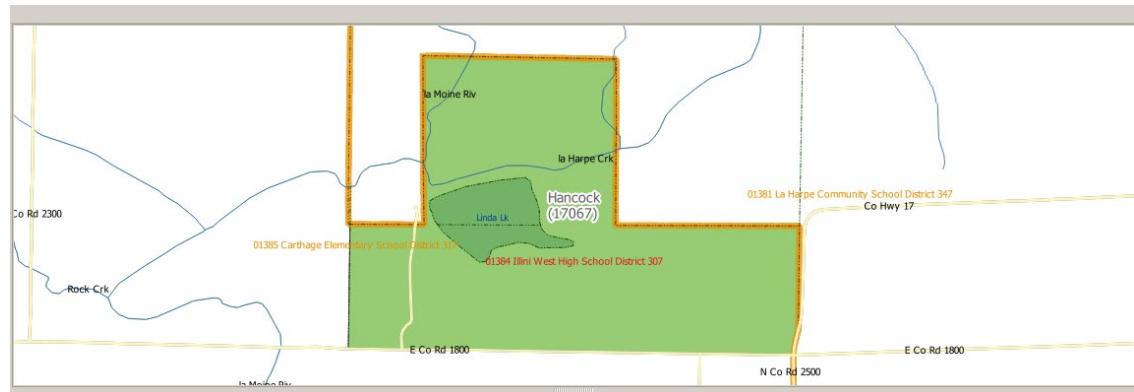 la Moine Riv
la Harpe Crk
Hancock
(17067)
01381 La Harpe Community School District 347
Co Hwy 17
Co Rd 2300
Linda Lk
01385 Carthage Elementary School District 317
01384 Illini West High School District 307
Rock Crk
E Co Rd 1800
E Co Rd 1800
N Co Rd 2500
la Moine Riv